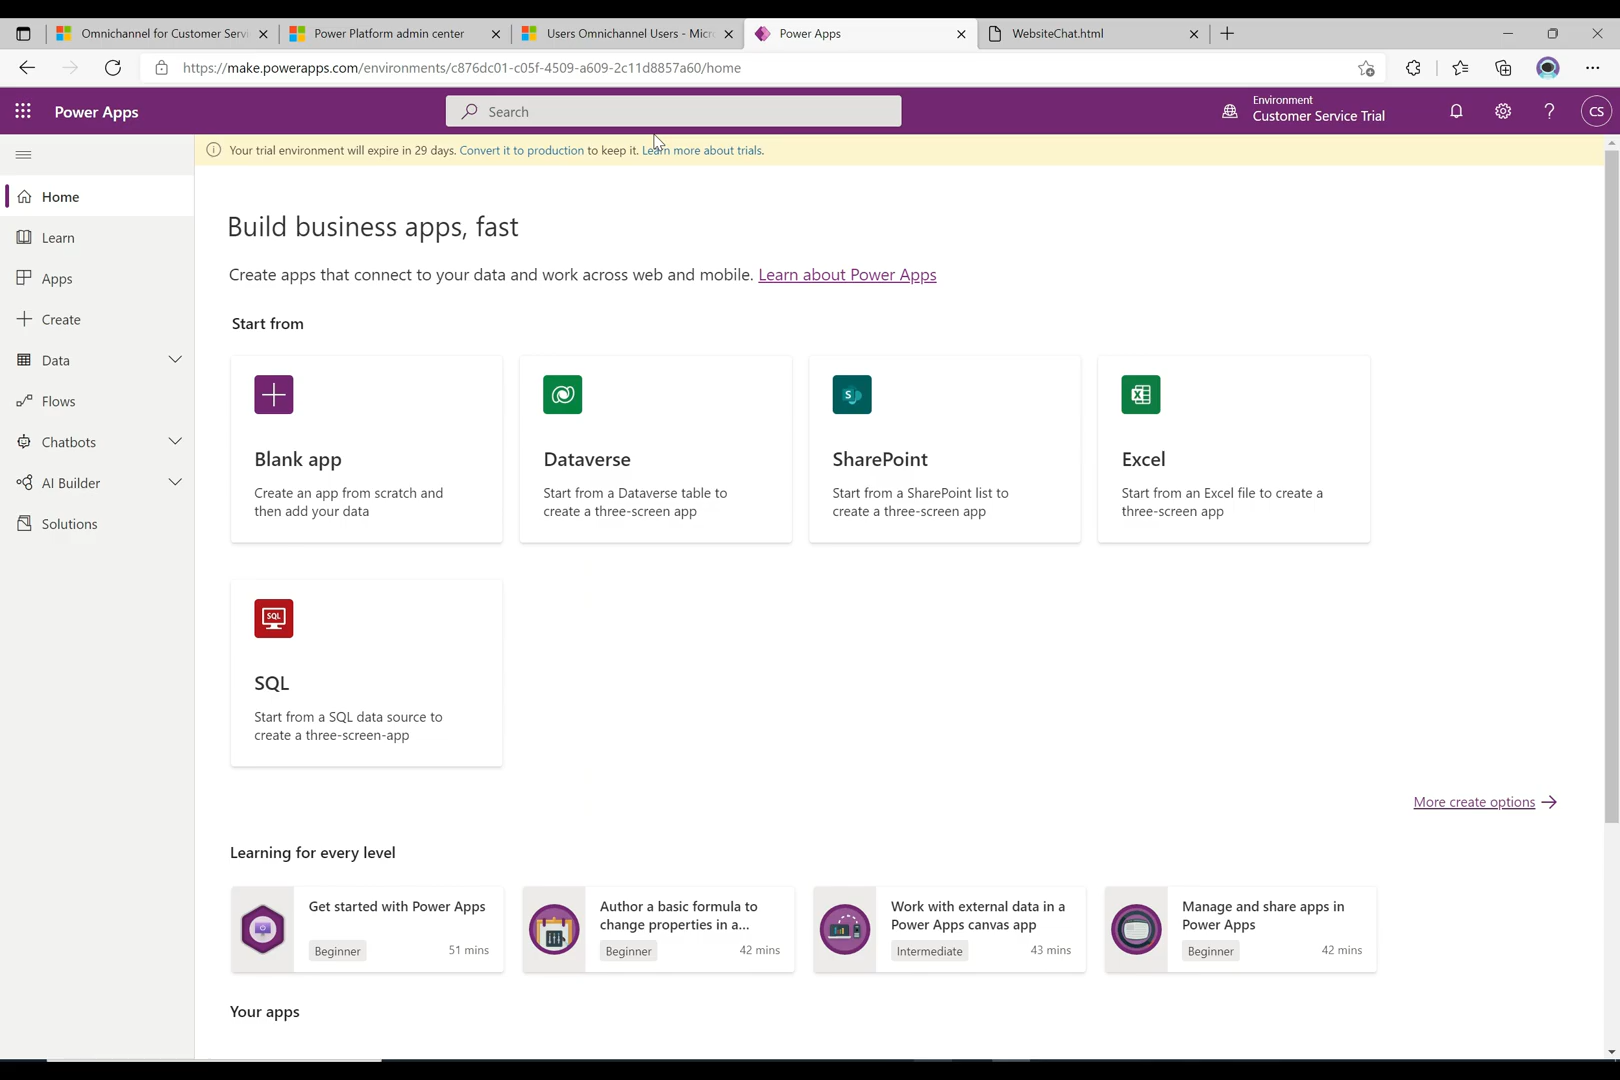 Omnichannel for Customer Servi
Power Platform admin center
Users Omnichannel Users - Micr
Power Apps
WebsiteChat.html
https://make.powerapps.com/environments/c876dc01-c05f-4509-a609-2c11d8857a60/home
Power Apps
Search
Environment
Customer Service Trial
CS
Your trial environment will expire in 29 days. Convert it to production to keep it. Learn more about trials.
Home
Learn
Apps
Create
Data
Flows
Chatbots
AI Builder
Solutions
Build business apps, fast
Create apps that connect to your data and work across web and mobile. Learn about Power Apps
Start from
Blank app
Create an app from scratch and
then add your data
Dataverse
Start from a Dataverse table to
create a three-screen app
SharePoint
Start from a SharePoint list to
create a three-screen app
Excel
Start from an Excel file to create a
three-screen app
SQL
SQL
Start from a SQL data source to
create a three-screen-app
More create options
Learning for every level
Get started with Power Apps
Beginner
51 mins
Author a basic formula to
change properties in a...
Beginner
42 mins
Work with external data in a
Power Apps canvas app
Intermediate
43 mins
Manage and share apps in
Power Apps
Beginner
42 mins
Your apps